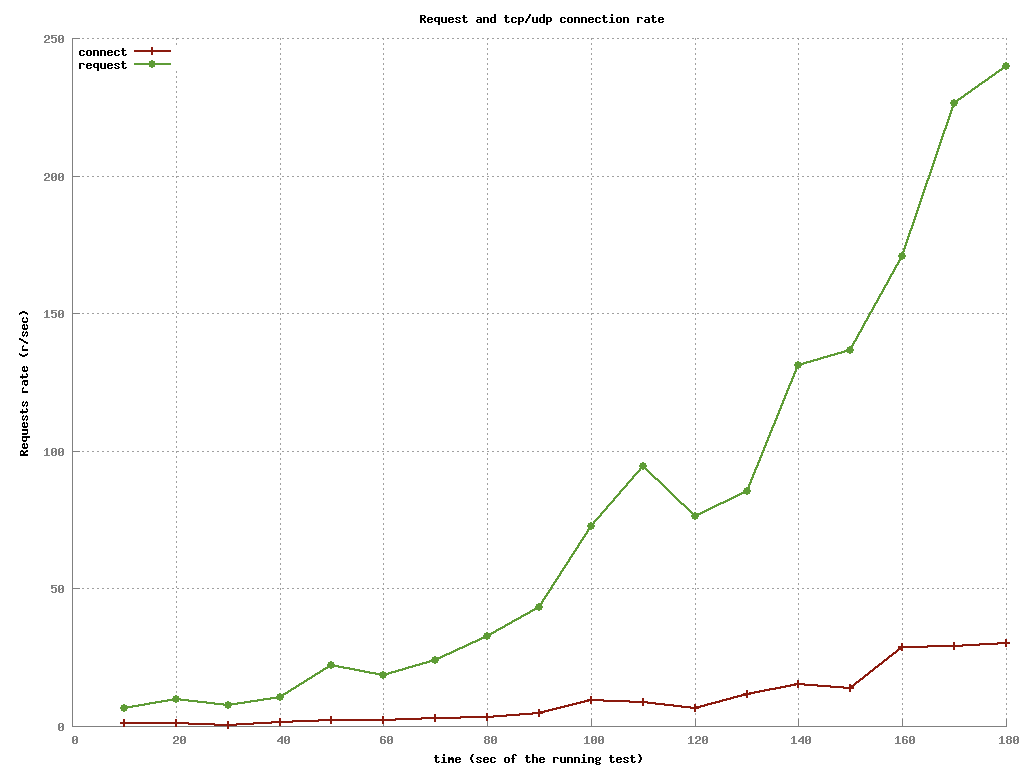 Request and tcp/udp connection rate
250
connect
request
200
150
Requests rate (r/sec)
100
50
0
0 20 40 60 80 100 120 140 160 180
time (sec of the running test)